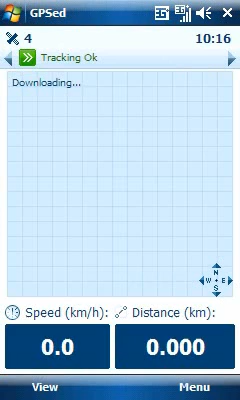 GPSed
4
10:16
Tracking Ok
Downloading...
N
W + E
S
Speed (km/h): Distance (km):
0.0 0.000
View Menu